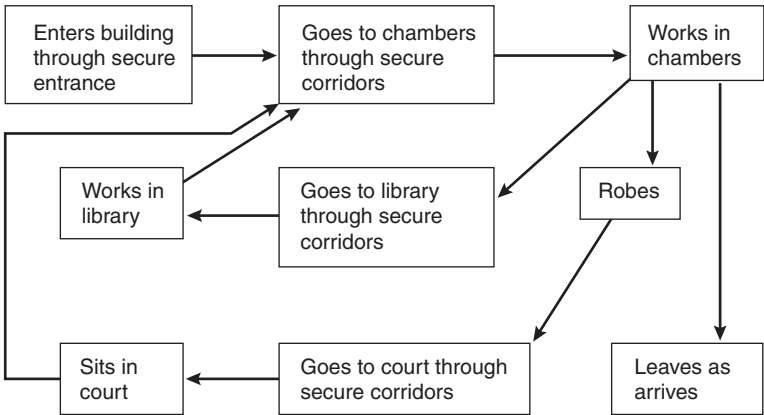 Enters building
through secure
entrance
Goes to chambers
through secure
corridors
Works in
chambers
Works in
library
Goes to library
through secure
corridors
Robes
Sits in
court
Goes to court through
secure corridors
Leaves as
arrives